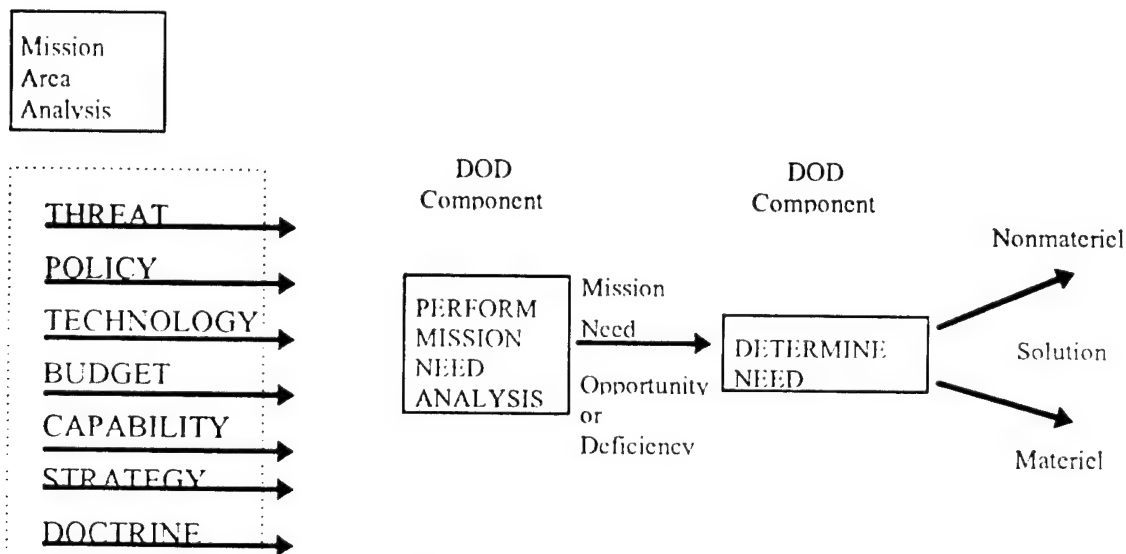 Mission
Area
Analysis
THREAT
POLICY
TECHNOLOGY
BUDGET
CAPABILITY
STRATEGY
DOCTRINE
DOD
Component
PERFORM
MISSION
NEED
ANALYSIS
Mission
Need
Opportunity
or
Deficiency
DOD
Component
DETERMINE
NEED
Nonmateriel
Solution
Materiel